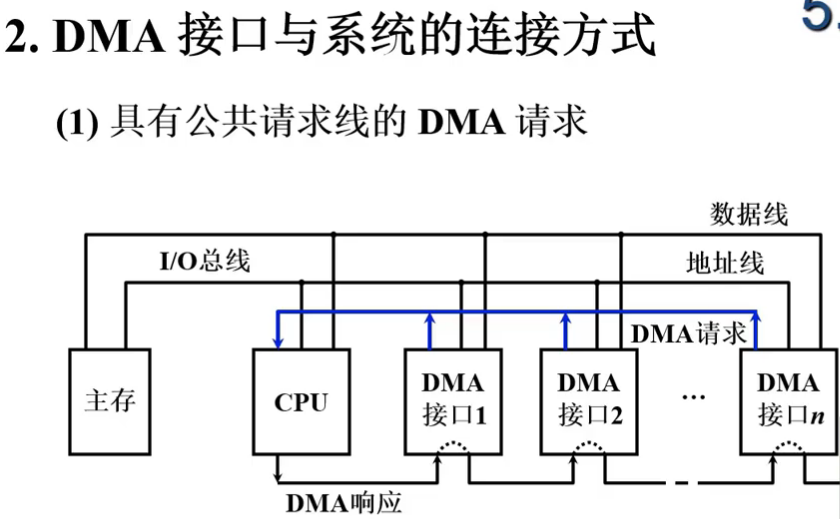 2. DMA 接口与系统的连接方式
5.
(1) 具有公共请求线的 DMA 请求
数据线
I/O总线
地址线
DMA请求
主存
CPU
DMA
接口1
DMA
接口2
…
DMA
接口n
DMA响应